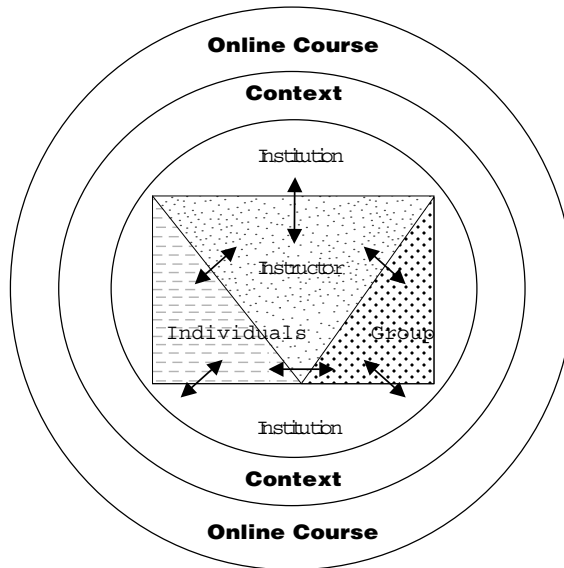 Online Course
Context
Institution
Instructor
Individuals Group
Institution
Context
Online Course